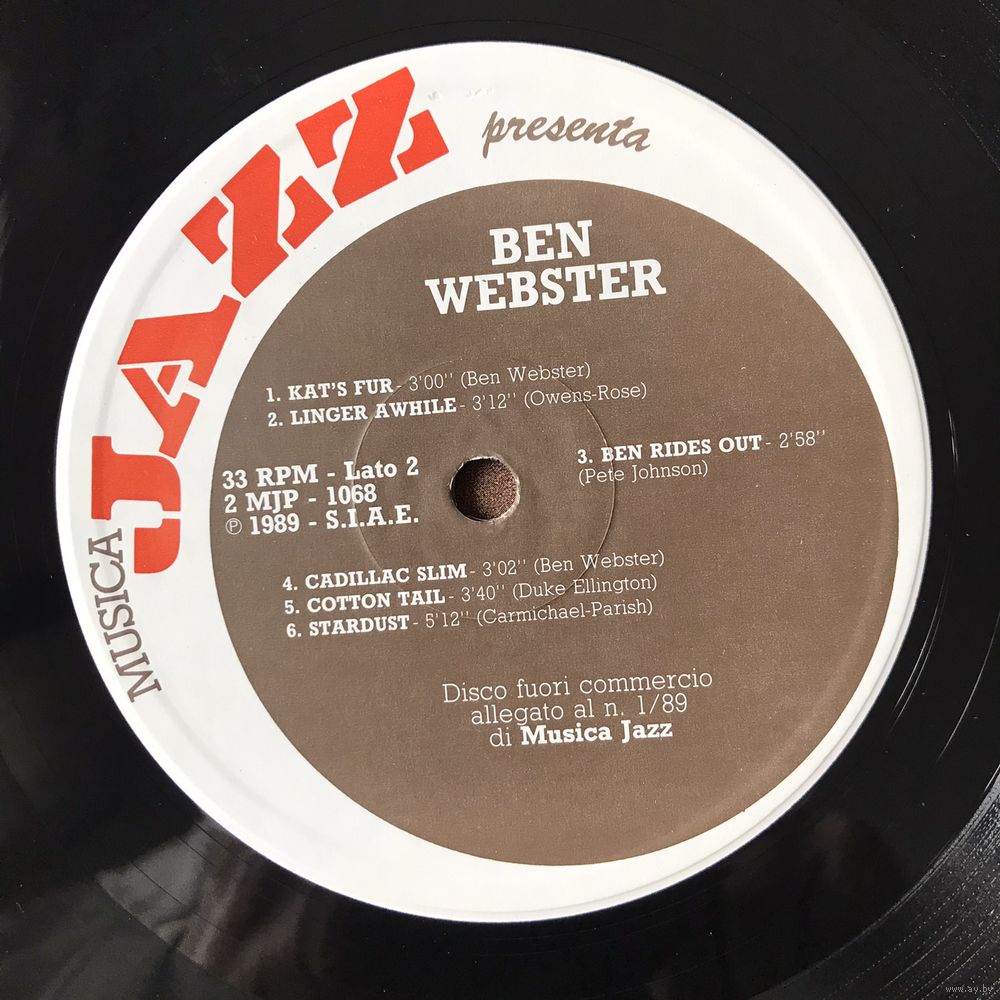 MUSICA JAZZ presenta
BEN
WEBSTER
1. KAT'S FUR - 3'00'' (Ben Webster)
2. LINGER AWHILE - 3'12'' (Owens-Rose)
3. BEN RIDES OUT - 2'58''
(Pete Johnson)
33 RPM - Lato 2
2 MJP - 1068
℗ 1989 - S.I.A.E.
4. CADILLAC SLIM - 3'02'' (Ben Webster)
5. COTTON TAIL - 3'40'' (Duke Ellington)
6. STARDUST - 5'12'' (Carmichael-Parish)
Disco fuori commercio
allegato al n. 1/89
di Musica Jazz
www.ay.by